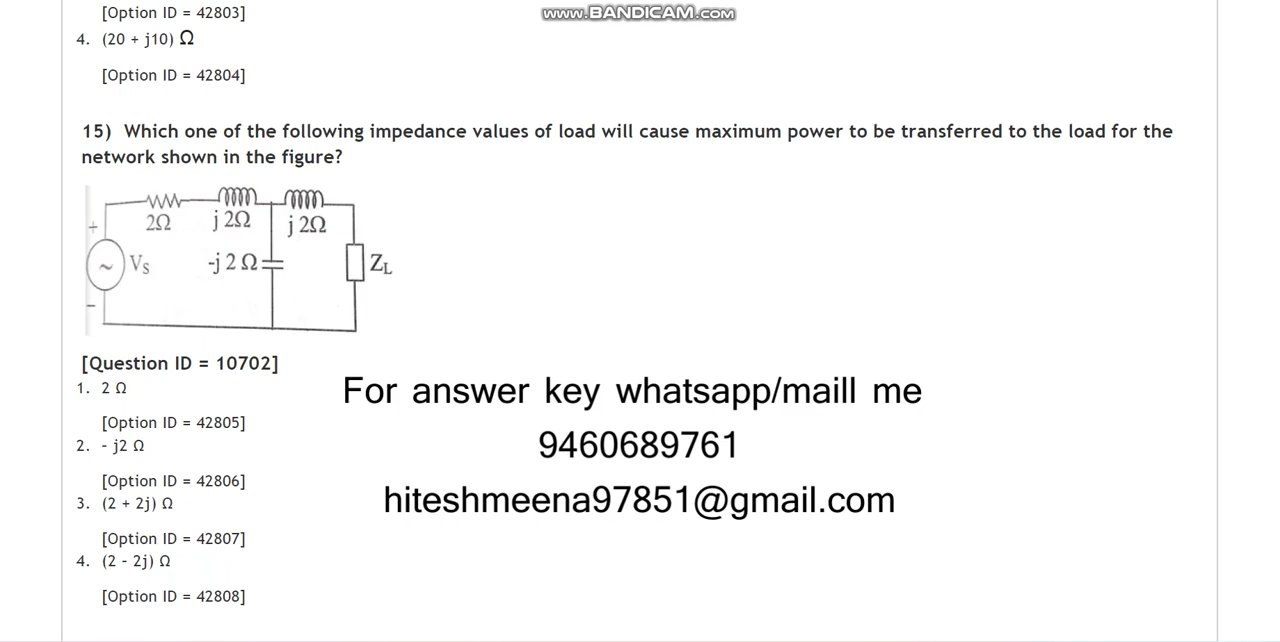 [Option ID = 42803]
www.BANDICAM.com
4. (20 + j10) Ω
[Option ID = 42804]
15) Which one of the following impedance values of load will cause maximum power to be transferred to the load for the
network shown in the figure?
2Ω
j 2Ω
j 2Ω
+
~
Vs
-j 2 Ω
ZL
−
[Question ID = 10702]
1. 2 Ω
[Option ID = 42805]
2. - j2 Ω
[Option ID = 42806]
3. (2 + 2j) Ω
[Option ID = 42807]
4. (2 - 2j) Ω
[Option ID = 42808]
For answer key whatsapp/maill me
9460689761
hiteshmeena97851@gmail.com